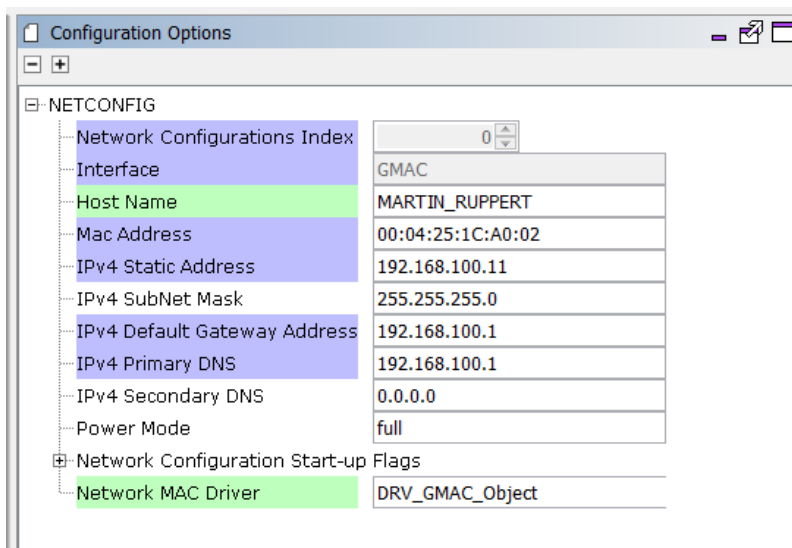 Configuration Options
NETCONFIG
Network Configurations Index 0
Interface GMAC
Host Name MARTIN_RUPPERT
Mac Address 00:04:25:1C:A0:02
IPv4 Static Address 192.168.100.11
IPv4 SubNet Mask 255.255.255.0
IPv4 Default Gateway Address 192.168.100.1
IPv4 Primary DNS 192.168.100.1
IPv4 Secondary DNS 0.0.0.0
Power Mode full
Network Configuration Start-up Flags
Network MAC Driver DRV_GMAC_Object